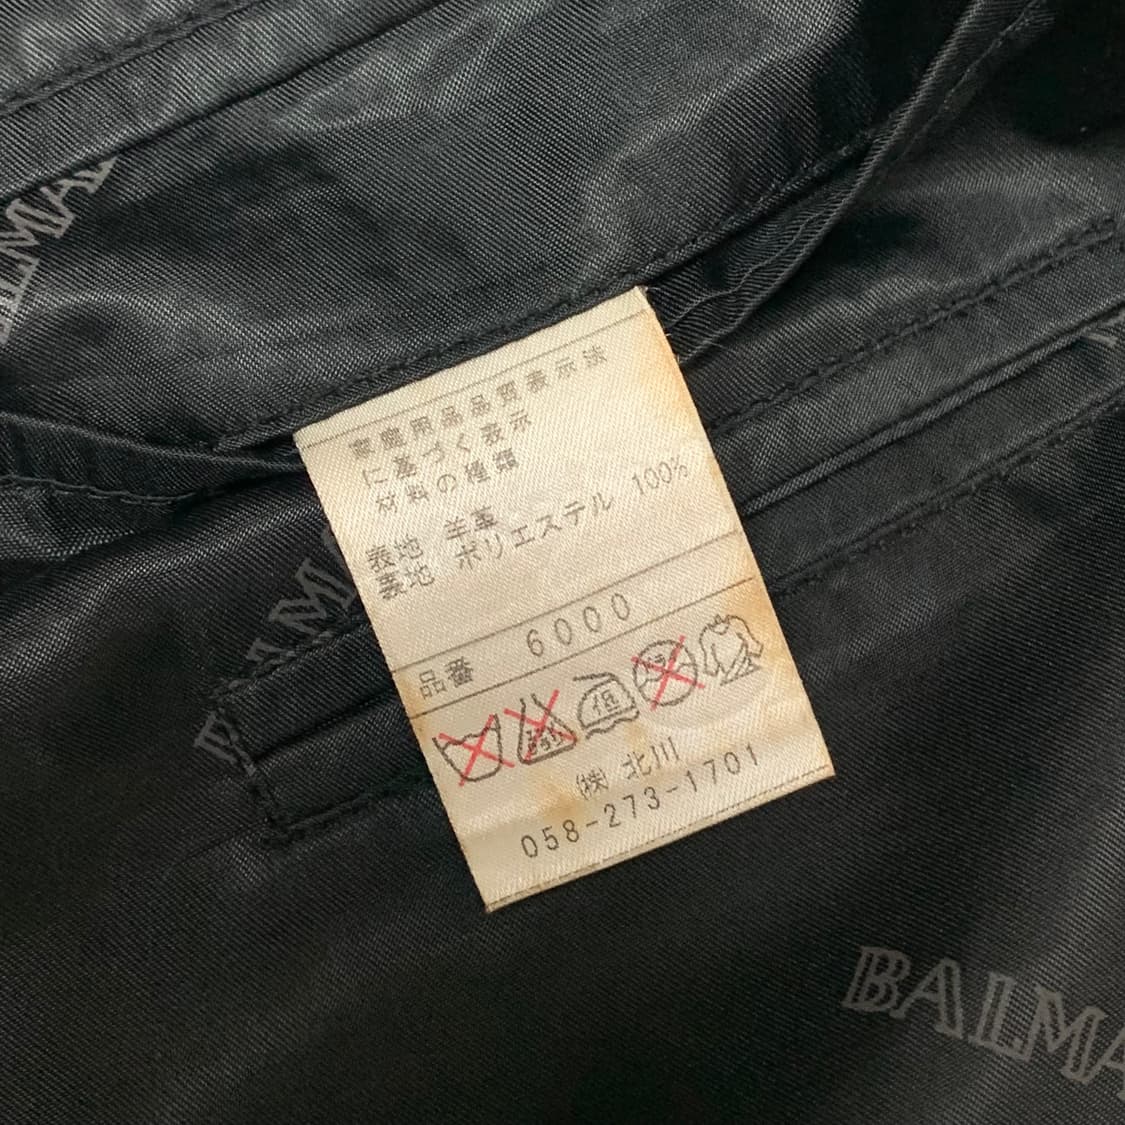 家庭用品品質表示法
に基づく表示
材料の種類
表地 羊革
裏地 ポリエステル 100%
品番 6000
低
㈱ 北川
058-273-1701
BALMA
BALMA
BALMA